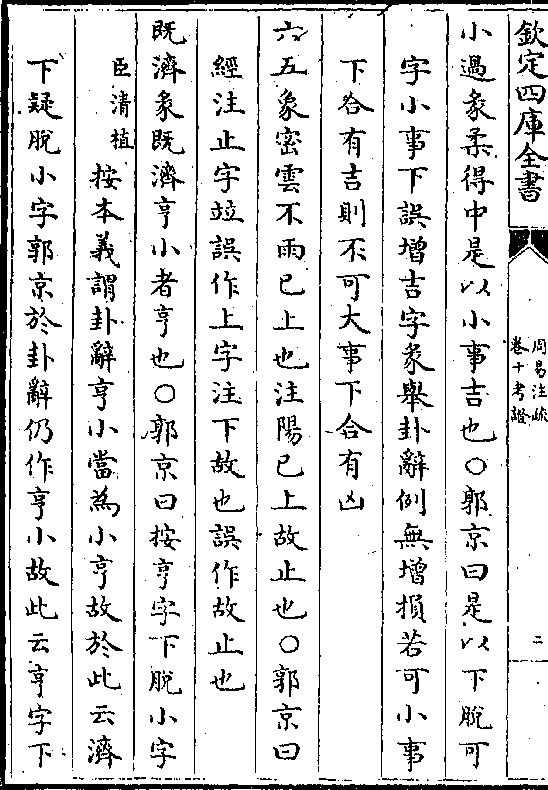 欽定四庫全書
周易注疏
卷十考證
二
小過彖柔得中是以小事吉也〇郭京曰是以下脫可
字小事下誤增吉字彖舉卦辭例無增損若可小事
下合有吉則不可大事下合有凶
六五象密雲不雨已上也注陽已上故止也〇郭京曰
經注止字竝誤作上字注下故也誤作故止也
既濟彖既濟亨小者亨也〇郭京曰按亨字下脫小字
臣清植按本義謂卦辭亨小當為小亨故於此云濟
下疑脫小字郭京於卦辭仍作亨小故此云亨字下